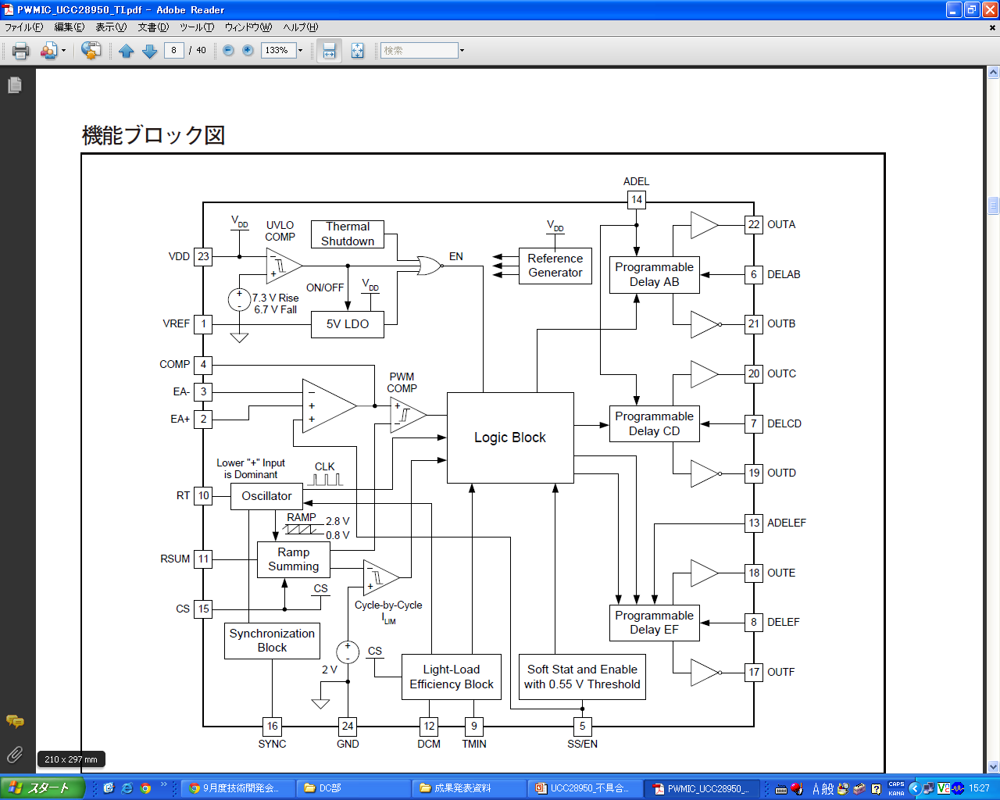 PWMIC_UCC28950_TI.pdf - Adobe Reader
ファイル(F) 編集(E) 表示(V) 文書(D) ツール(T) ウィンドウ(W) ヘルプ(H)
8 / 40 133% 検索
機能ブロック図
ADEL
14
VDD
UVLO
COMP
Thermal
Shutdown
VDD
22 OUTA
VDD 23
EN
Reference
Generator
Programmable
Delay AB
6 DELAB
ON/OFF
VDD
7.3 V Rise
6.7 V Fall
VREF 1
5V LDO
21 OUTB
COMP 4
EA- 3
EA+ 2
PWM
COMP
20 OUTC
Logic Block
Programmable
Delay CD
7 DELCD
Lower "+" Input
is Dominant
CLK
19 OUTD
RT 10
Oscillator
RAMP
2.8 V
0.8 V
13 ADELEF
RSUM 11
Ramp
Summing
18 OUTE
CS
CS 15
Cycle-by-Cycle
ILIM
Programmable
Delay EF
8 DELEF
Synchronization
Block
2 V
CS
Light-Load
Efficiency Block
Soft Stat and Enable
with 0.55 V Threshold
17 OUTF
16 24 12 9 5
SYNC GND DCM TMIN SS/EN
210 x 297 mm
スタート
9月度技術開発会...
DC部
成果発表資料
UCC28950_不具合...
PWMIC_UCC28950_...
A 般
CAPS
KANA
15:27